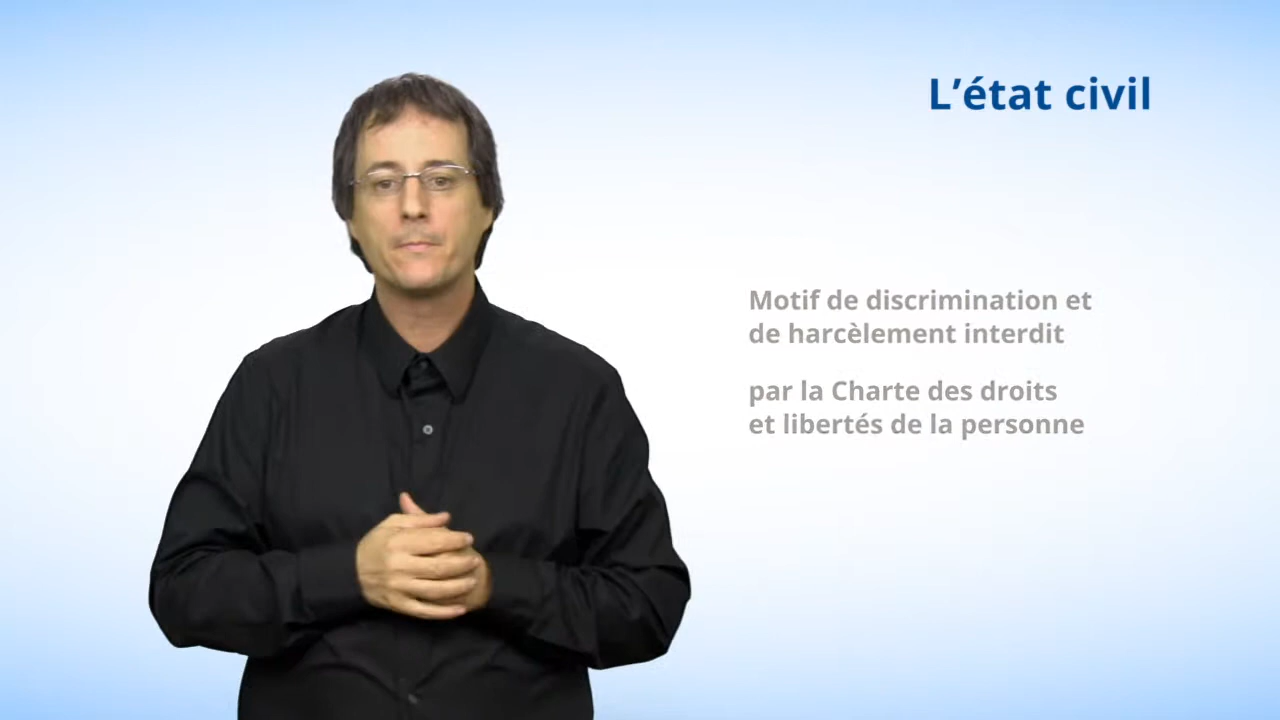 L’état civil
Motif de discrimination et
de harcèlement interdit
par la Charte des droits
et libertés de la personne